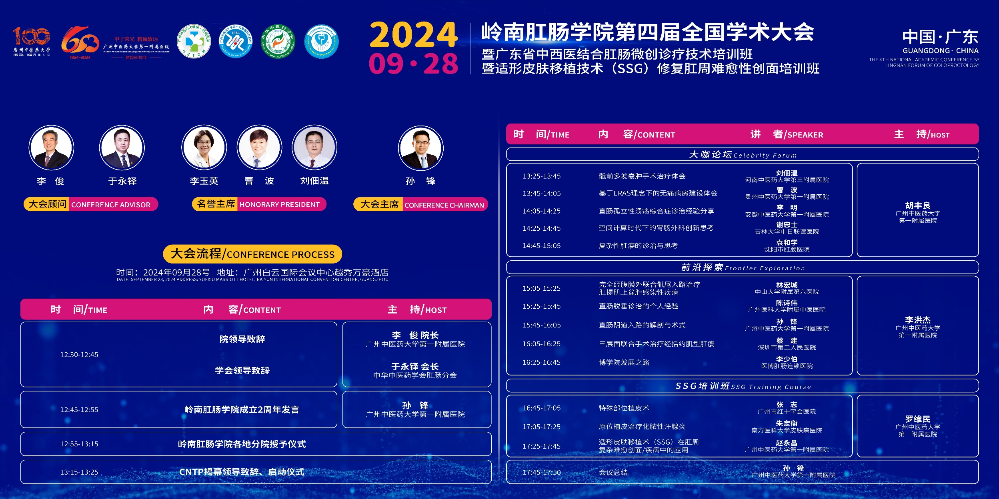 廣州中醫藥大學
1924-2024 100周年校庆
1964-2024
甲子荣光 精诚致远
广州中医药大学第一附属医院
The First Affiliated Hospital of Guangzhou University of Chinese Medicine
建院60周年
GZTCM
1964
中华中医药学会
China Association of Chinese Medicine
2024
09·28
岭南肛肠学院第四届全国学术大会
暨广东省中西医结合肛肠微创诊疗技术培训班
暨适形皮肤移植技术（SSG）修复肛周难愈性创面培训班
中国·广东
GUANGDONG·CHINA
THE 4TH NATIONAL ACADEMIC CONFERENCE BY
LINGNAN FORUM OF COLOPROCTOLOGY
李 俊
于永铎
李玉英
曹 波
刘佃温
孙 锋
大会顾问 CONFERENCE ADVISOR
名誉主席 HONORARY PRESIDENT
大会主席 CONFERENCE CHAIRMAN
大会流程/CONFERENCE PROCESS
时间：2024年09月28号 地址：广州白云国际会议中心越秀万豪酒店
DATE: SEPTEMBER 28, 2024 ADDRESS: YUEXIU MARRIOTT HOTEL, BAIYUN INTERNATIONAL CONVENTION CENTER, GUANGZHOU
时 间/TIME 内 容/CONTENT 主 持/HOST
12:30-12:45
院领导致辞
李 俊 院长
广州中医药大学第一附属医院
学会领导致辞
于永铎 会长
中华中医药学会肛肠分会
12:45-12:55 岭南肛肠学院成立2周年发言
孙 锋
广州中医药大学第一附属医院
12:55-13:15 岭南肛肠学院各地分院授予仪式
13:15-13:25 CNTP揭幕领导致辞、启动仪式
时 间/TIME 内 容/CONTENT 讲 者/SPEAKER 主 持/HOST
大咖论坛 Celebrity Forum
13:25-13:45 骶前多发囊肿手术治疗体会
刘佃温
河南中医药大学第三附属医院
13:45-14:05 基于ERAS理念下的无痛病房建设体会
曹 波
贵州中医药大学第一附属医院
14:05-14:25 直肠孤立性溃疡综合症诊治经验分享
李 明
安徽中医药大学第一附属医院
14:25-14:45 空间计算时代下的胃肠外科创新思考
谢忠士
吉林大学中日联谊医院
14:45-15:05 复杂性肛瘘的诊治与思考
袁和学
沈阳市肛肠医院
胡丰良
广州中医药大学
第一附属医院
前沿探索 Frontier Exploration
15:05-15:25
完全经腹膜外联合骶尾入路治疗
肛提肌上盆腔感染性疾病
林宏城
中山大学附属第六医院
15:25-15:45 直肠脱垂诊治的个人经验
陈诗伟
广州医科大学附属中医医院
15:45-16:05 直肠阴道入路的解剖与术式
孙 锋
广州中医药大学第一附属医院
16:05-16:25 三层面联合手术治疗经括约肌型肛瘘
蔡 建
深圳市第二人民医院
16:25-16:45 博学院发展之路
李少伯
医博肛肠连锁医院
李洪杰
广州中医药大学
第一附属医院
SSG培训班 SSG Training Course
16:45-17:05 特殊部位植皮术
张 志
广州市红十字会医院
17:05-17:25 原位植皮治疗化脓性汗腺炎
朱定衡
南方医科大学皮肤病医院
17:25-17:45
适形皮肤移植术（SSG）在肛周
复杂难愈创面/疾病中的应用
赵永昌
广州中医药大学第一附属医院
罗维民
广州中医药大学
第一附属医院
17:45-17:50 会议总结
孙 锋
广州中医药大学第一附属医院